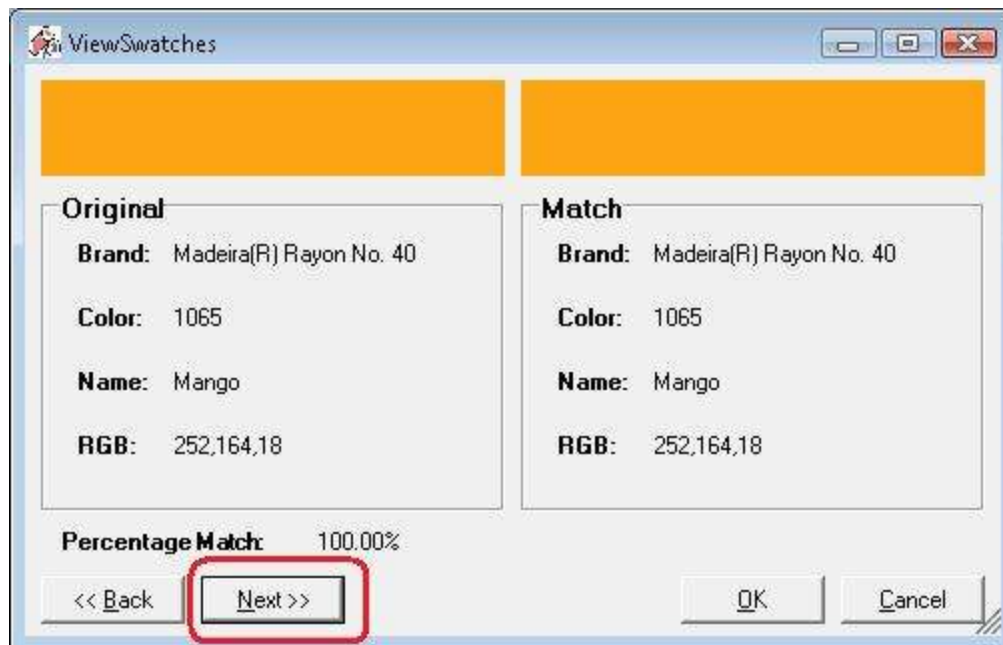 ViewSwatches
Original
Brand: Madeira(R) Rayon No. 40
Color: 1065
Name: Mango
RGB: 252,164,18
Match
Brand: Madeira(R) Rayon No. 40
Color: 1065
Name: Mango
RGB: 252,164,18
Percentage Match: 100.00%
<< Back
Next >>
OK
Cancel